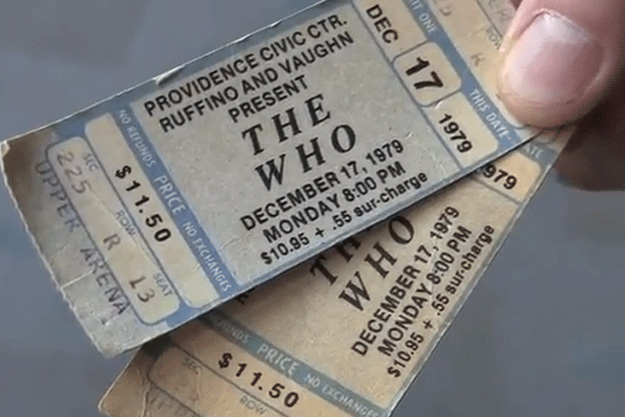 PROVIDENCE CIVIC CTR.
RUFFINO AND VAUGHN
PRESENT
THE
WHO
DECEMBER 17, 1979
MONDAY 8:00 PM
$10.95 + .55 sur-charge
DEC
17
1979
THIS DATE
NO REFUNDS PRICE NO EXCHANGES
$11.50
SEC ROW SEAT
225 R 13
UPPER ARENA
979
WHO
DECEMBER 17, 1979
MONDAY 8:00 PM
$10.95 + .55 sur-charge
PRICE NO EXCHANGES
$11.50
SEC ROW